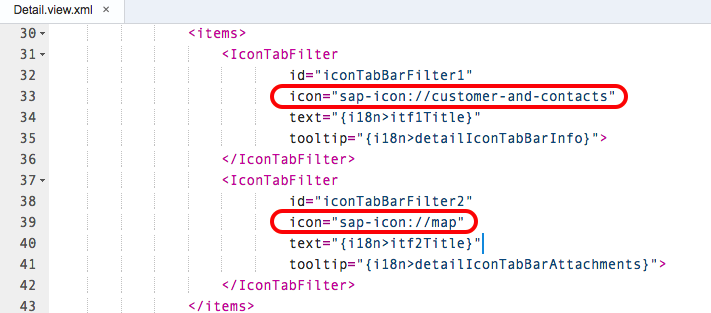 Detail.view.xml ×
30 <items>
31 <IconTabFilter
32 id="iconTabBarFilter1"
33 icon="sap-icon://customer-and-contacts"
34 text="{i18n>itf1Title}"
35 tooltip="{i18n>detailIconTabBarInfo}">
36 </IconTabFilter>
37 <IconTabFilter
38 id="iconTabBarFilter2"
39 icon="sap-icon://map"
40 text="{i18n>itf2Title}"
41 tooltip="{i18n>detailIconTabBarAttachments}">
42 </IconTabFilter>
43 </items>